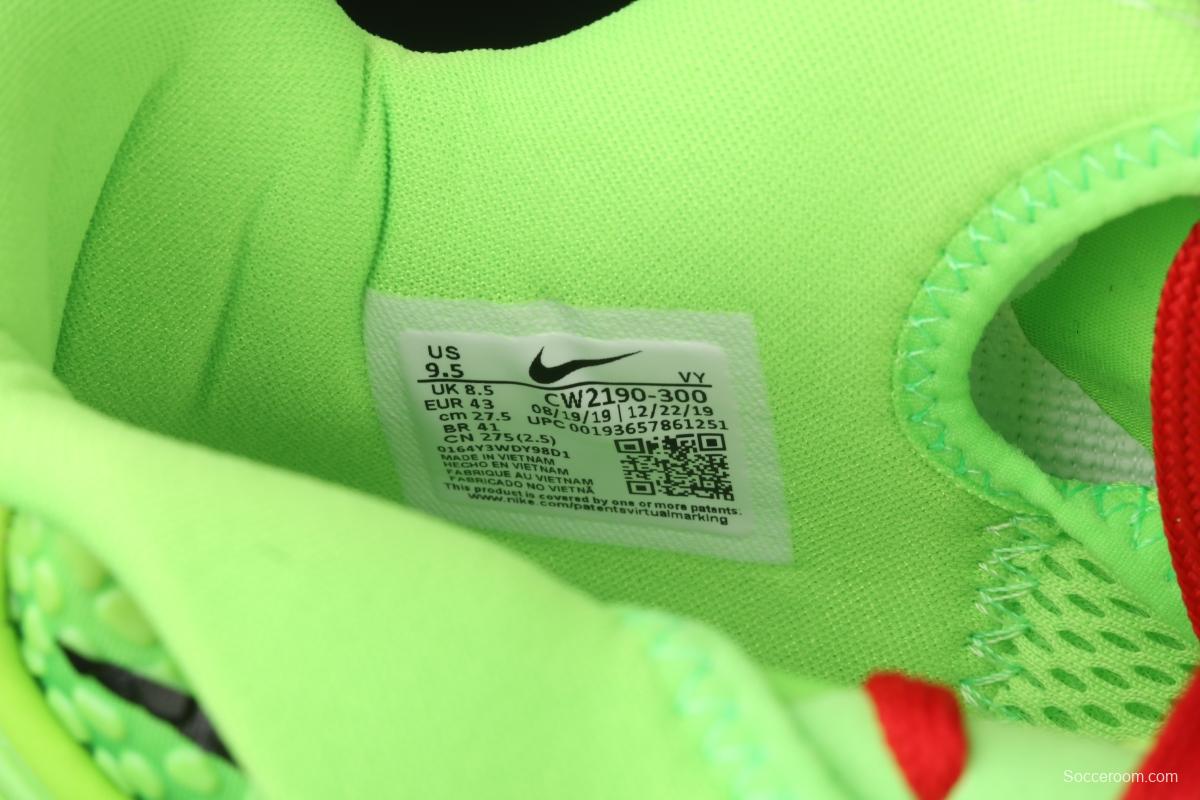 US
9.5
VY
UK 8.5
CW2190-300
EUR 43
08/19/19 | 12/22/19
cm 27.5
UPC 00193657861251
BR 41
CN 275(2.5)
0164Y3WDY98D1
MADE IN VIETNAM
HECHO EN VIETNAM
FABRIQUE AU VIETNAM
FABRICADO NO VIETNÃ
This product is covered by one or more patents.
www.nike.com/patentsvirtualmarking
Socceroom.com